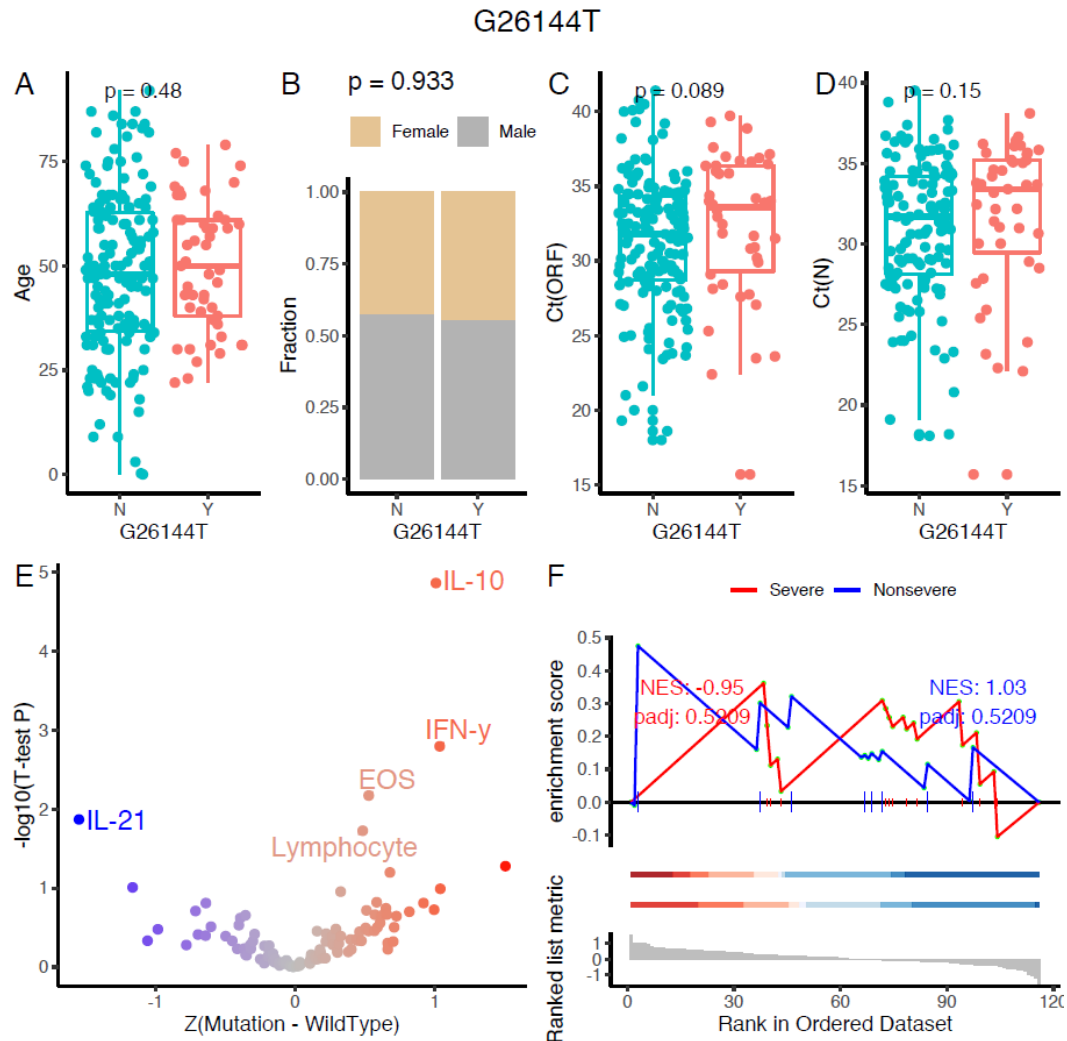 G26144T
A
p = 0.48
Age
75
50
25
0
N
Y
G26144T
B
p = 0.933
Female
Male
Fraction
1.00
0.75
0.50
0.25
0.00
N
Y
G26144T
C
p = 0.089
Ct(ORF)
40
35
30
25
20
15
N
Y
G26144T
D
p = 0.15
Ct(N)
40
35
30
25
20
15
N
Y
G26144T
E
-log10(T-test P)
5
4
3
2
1
0
IL-10
IFN-y
EOS
IL-21
Lymphocyte
-1
0
1
Z(Mutation - WildType)
F
Severe
Nonsevere
enrichment score
0.5
0.4
0.3
0.2
0.1
0.0
-0.1
NES: -0.95
padj: 0.5209
NES: 1.03
padj: 0.5209
Ranked list metric
1
0
-1
0
30
60
90
120
Rank in Ordered Dataset